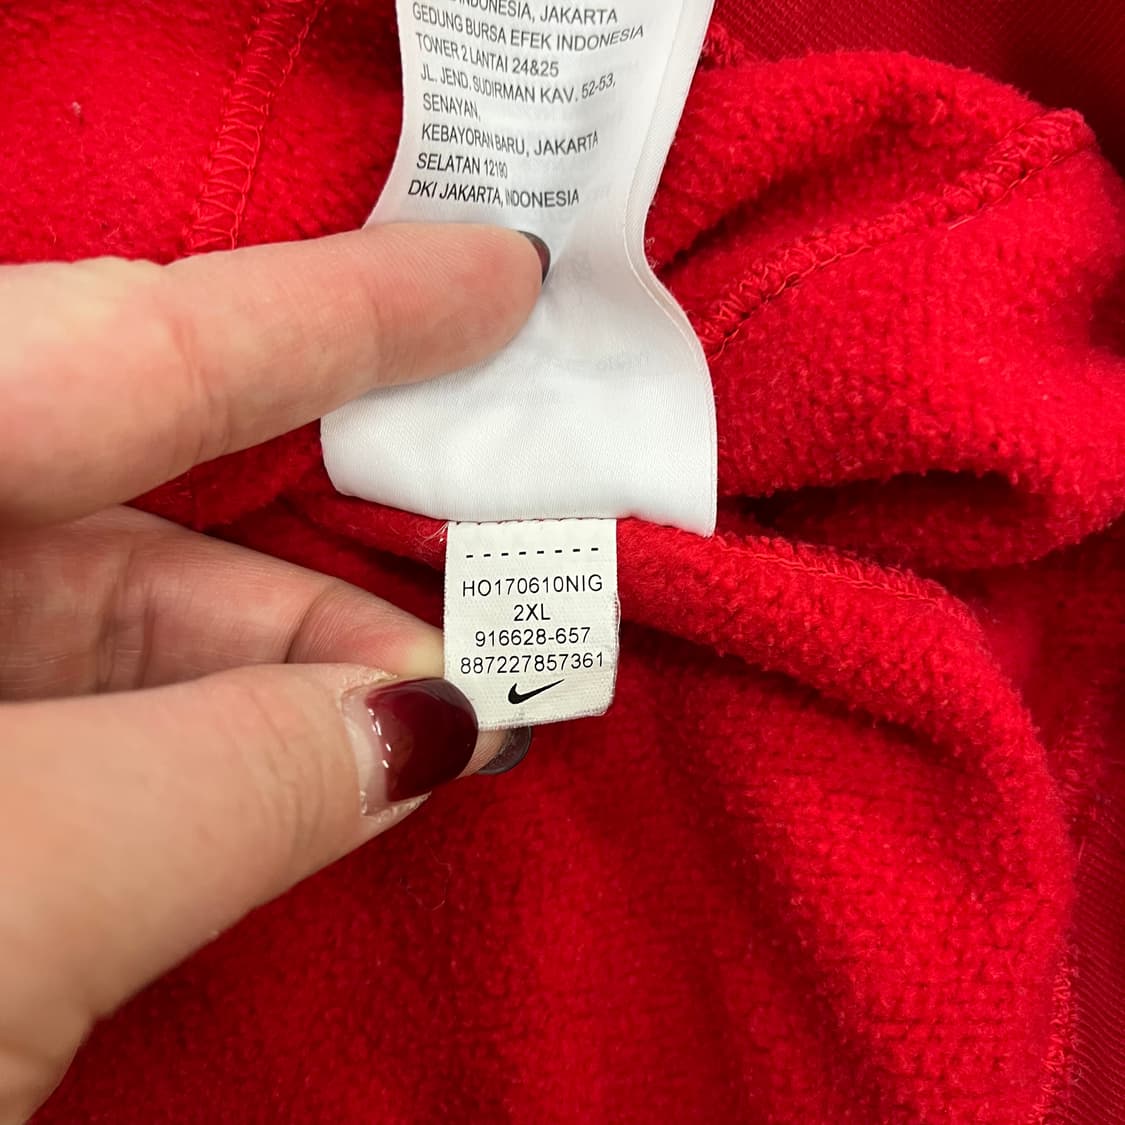 INDONESIA, JAKARTA
GEDUNG BURSA EFEK INDONESIA
TOWER 2 LANTAI 24&25
JL. JEND. SUDIRMAN KAV. 52-53,
SENAYAN,
KEBAYORAN BARU, JAKARTA
SELATAN 12190
DKI JAKARTA, INDONESIA
--------
HO170610NIG
2XL
916628-657
887227857361